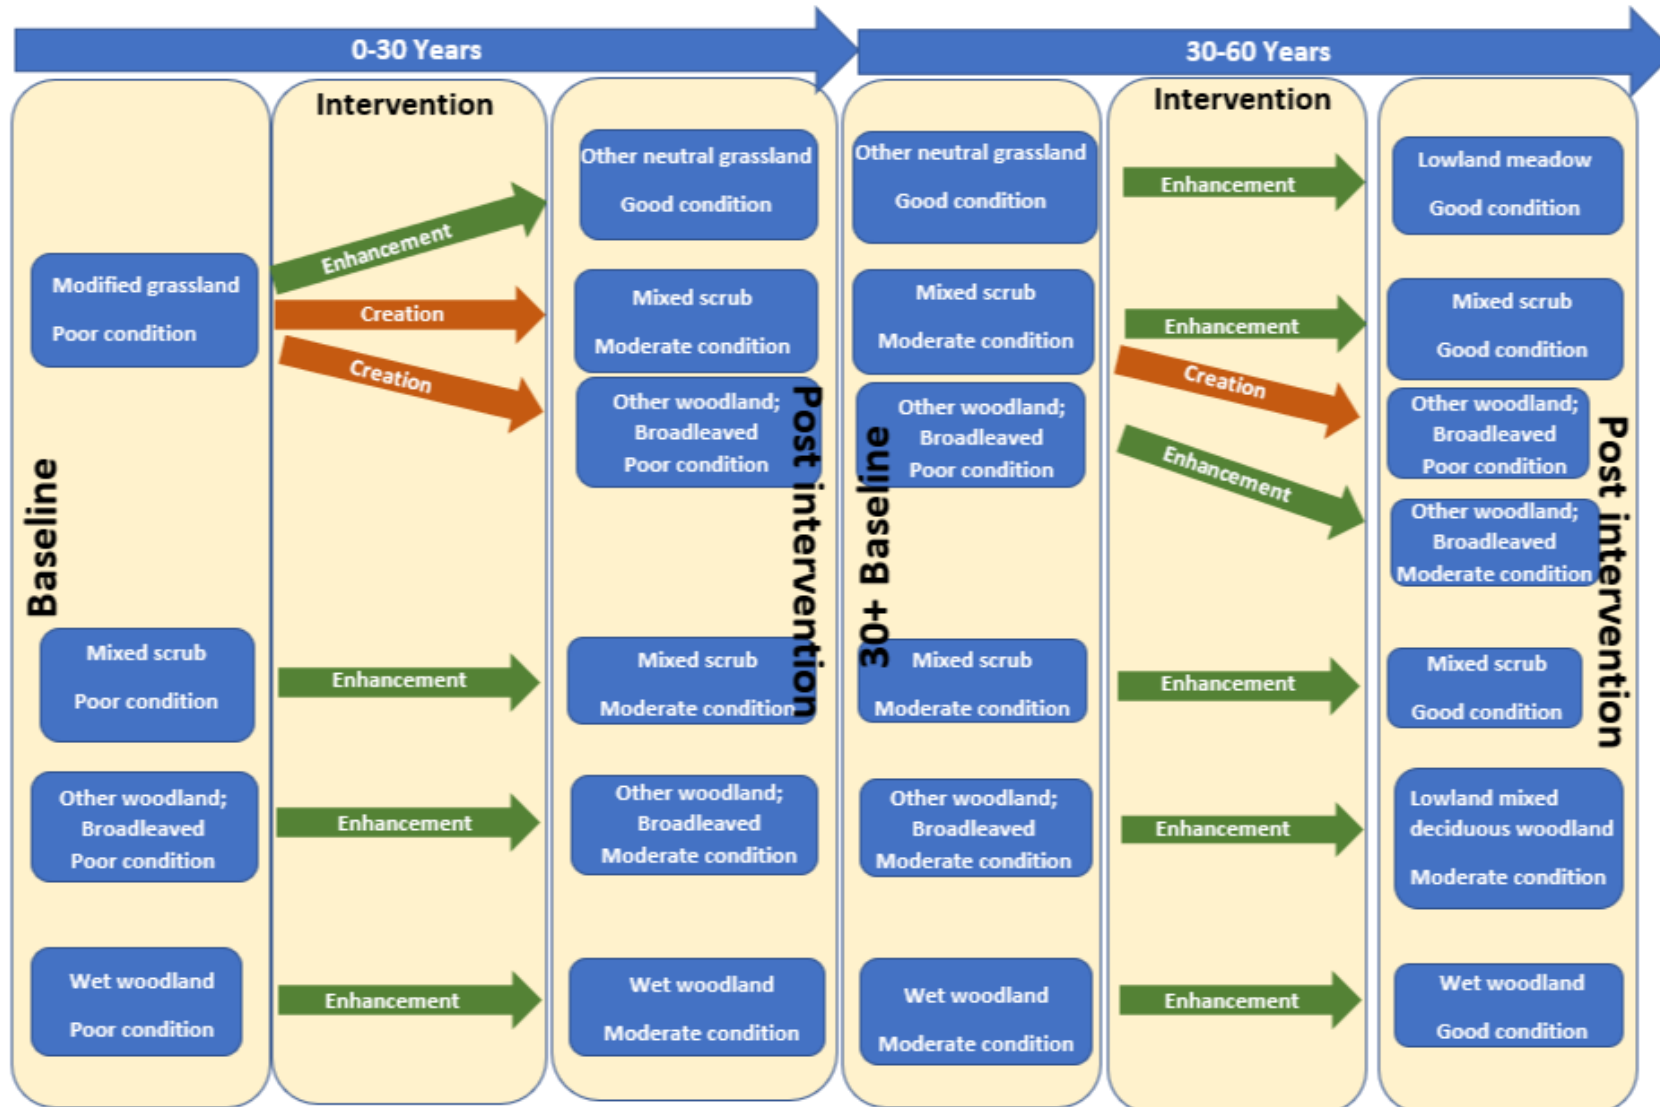 0-30 Years
30-60 Years
Baseline
Modified grassland
Poor condition
Mixed scrub
Poor condition
Other woodland;
Broadleaved
Poor condition
Wet woodland
Poor condition
Intervention
Enhancement
Creation
Creation
Enhancement
Enhancement
Enhancement
Post intervention
Other neutral grassland
Good condition
Mixed scrub
Moderate condition
Other woodland;
Broadleaved
Poor condition
Mixed scrub
Moderate condition
Other woodland;
Broadleaved
Moderate condition
Wet woodland
Moderate condition
30+ Baseline
Other neutral grassland
Good condition
Mixed scrub
Moderate condition
Other woodland;
Broadleaved
Poor condition
Mixed scrub
Moderate condition
Other woodland;
Broadleaved
Moderate condition
Wet woodland
Moderate condition
Intervention
Enhancement
Enhancement
Creation
Enhancement
Enhancement
Enhancement
Enhancement
Post intervention
Lowland meadow
Good condition
Mixed scrub
Good condition
Other woodland;
Broadleaved
Poor condition
Other woodland;
Broadleaved
Moderate condition
Mixed scrub
Good condition
Lowland mixed
deciduous woodland
Moderate condition
Wet woodland
Good condition